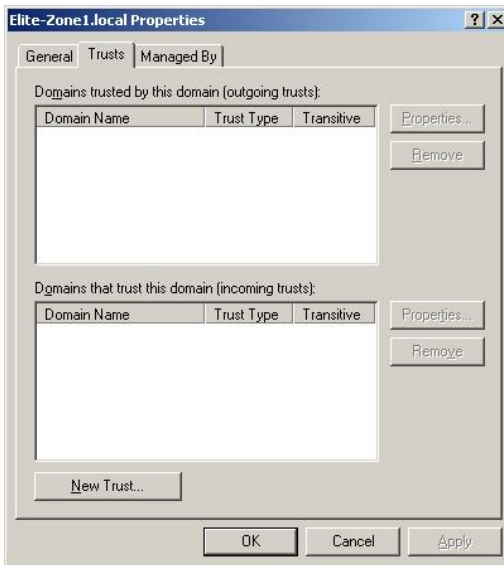 Elite-Zone1.local Properties
General Trusts Managed By
Domains trusted by this domain (outgoing trusts):
Domain Name Trust Type Transitive
Properties...
Remove
Domains that trust this domain (incoming trusts):
Domain Name Trust Type Transitive
Properties...
Remove
New Trust...
OK Cancel Apply